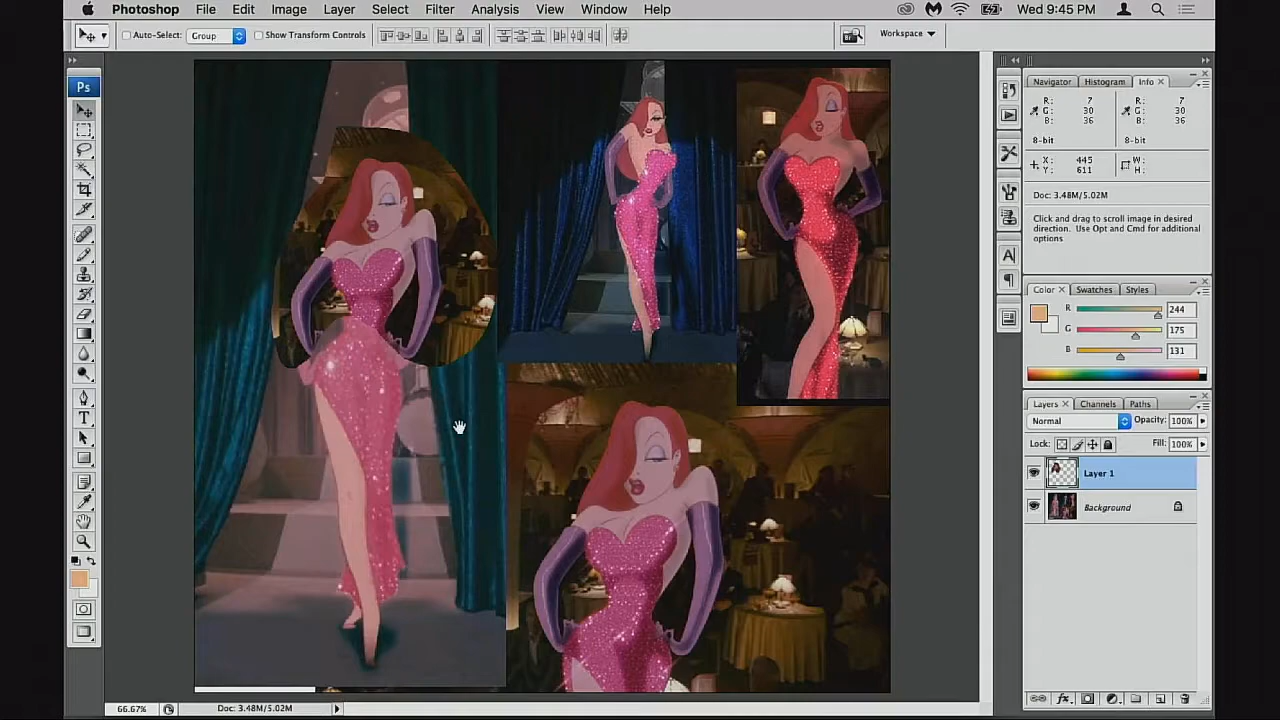 Photoshop File Edit Image Layer Select Filter Analysis View Window Help Wed 9:45 PM
Auto-Select: Group Show Transform Controls Workspace
Ps
Navigator Histogram Info
R: 7 R: 7
G: 30 G: 30
B: 36 B: 36
8-bit 8-bit
X: 445 W:
Y: 611 H:
Doc: 3.48M/5.02M
Click and drag to scroll image in desired
direction. Use Opt and Cmd for additional
options
Color Swatches Styles
R 244
G 175
B 131
Layers Channels Paths
Normal Opacity: 100%
Lock: Fill: 100%
Layer 1
Background
66.67% Doc: 3.48M/5.02M